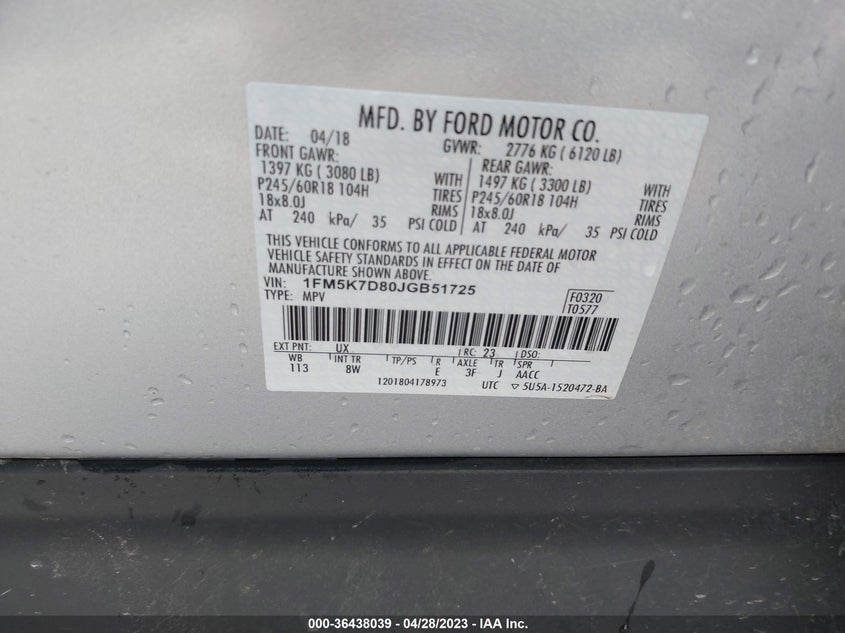 MFD. BY FORD MOTOR CO.
DATE: 04/18 GVWR: 2776 KG ( 6120 LB)
FRONT GAWR: REAR GAWR:
1397 KG ( 3080 LB) WITH 1497 KG ( 3300 LB) WITH
P245/60R18 104H TIRES P245/60R18 104H TIRES
18x8.0J RIMS 18x8.0J RIMS
AT 240 kPa/ 35 PSI COLD AT 240 kPa/ 35 PSI COLD
THIS VEHICLE CONFORMS TO ALL APPLICABLE FEDERAL MOTOR
VEHICLE SAFETY STANDARDS IN EFFECT ON THE DATE OF
MANUFACTURE SHOWN ABOVE.
VIN: 1FM5K7D80JGB51725
TYPE: MPV
F0320
T0577
EXT PNT: UX RC: 23 DSO:
WB INT TR TP/PS R AXLE TR SPR
113 8W E 3F J AACC
1201804178973 UTC ▽ 5U5A-1520472-BA
000-36438039 - 04/28/2023 - IAA Inc.